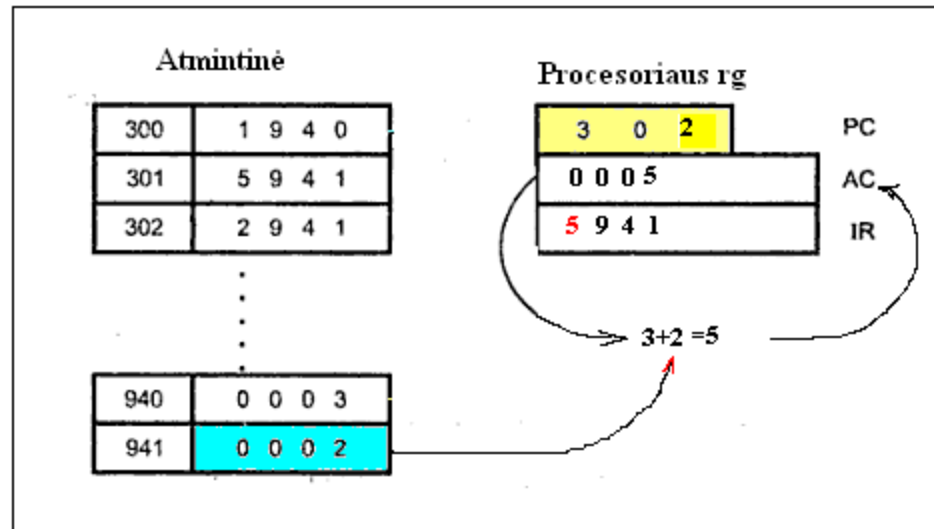 Atmintinė
300 1 9 4 0
301 5 9 4 1
302 2 9 4 1
940 0 0 0 3
941 0 0 0 2
Procesoriaus rg
3 0 2 PC
0 0 0 5 AC
5 9 4 1 IR
3+2 =5